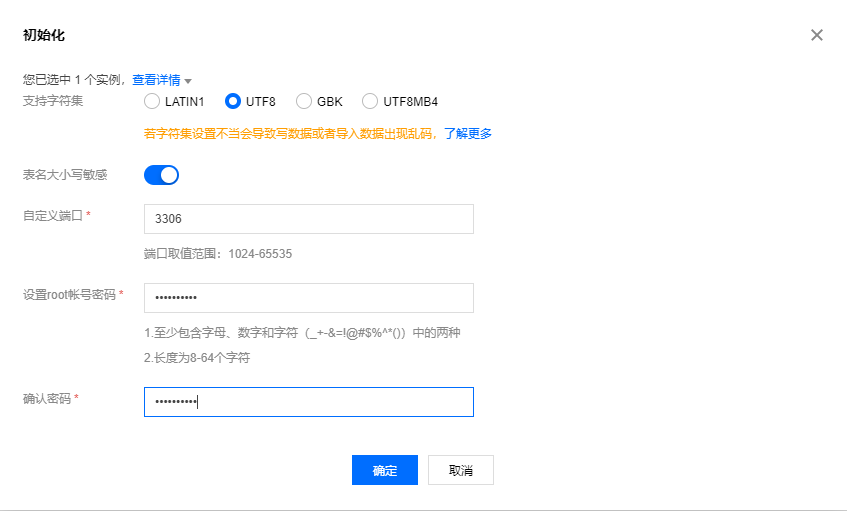 初始化
您已选中 1 个实例，查看详情
支持字符集 LATIN1 UTF8 GBK UTF8MB4
若字符集设置不当会导致写数据或者导入数据出现乱码，了解更多
表名大小写敏感
自定义端口 * 3306
端口取值范围：1024-65535
设置root帐号密码 * ••••••••••
1.至少包含字母、数字和字符（_+-&=!@#$%^*()）中的两种
2.长度为8-64个字符
确认密码 * ••••••••••
确定 取消